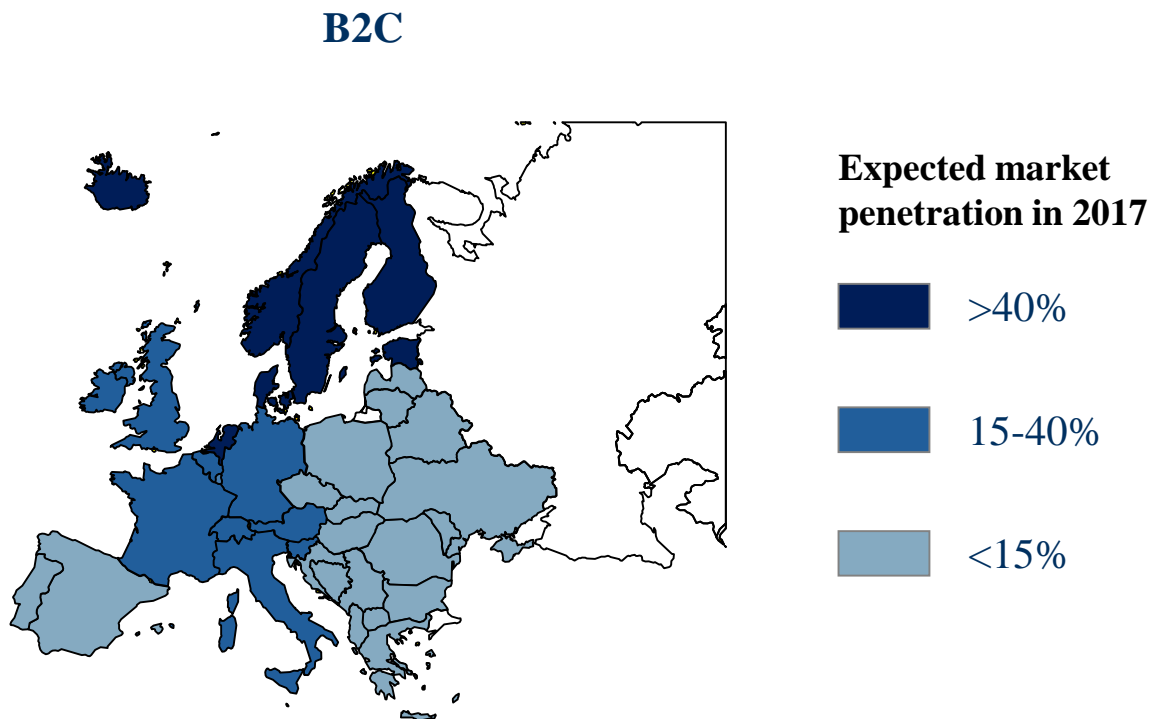 B2C
Expected market
penetration in 2017
>40%
15-40%
<15%